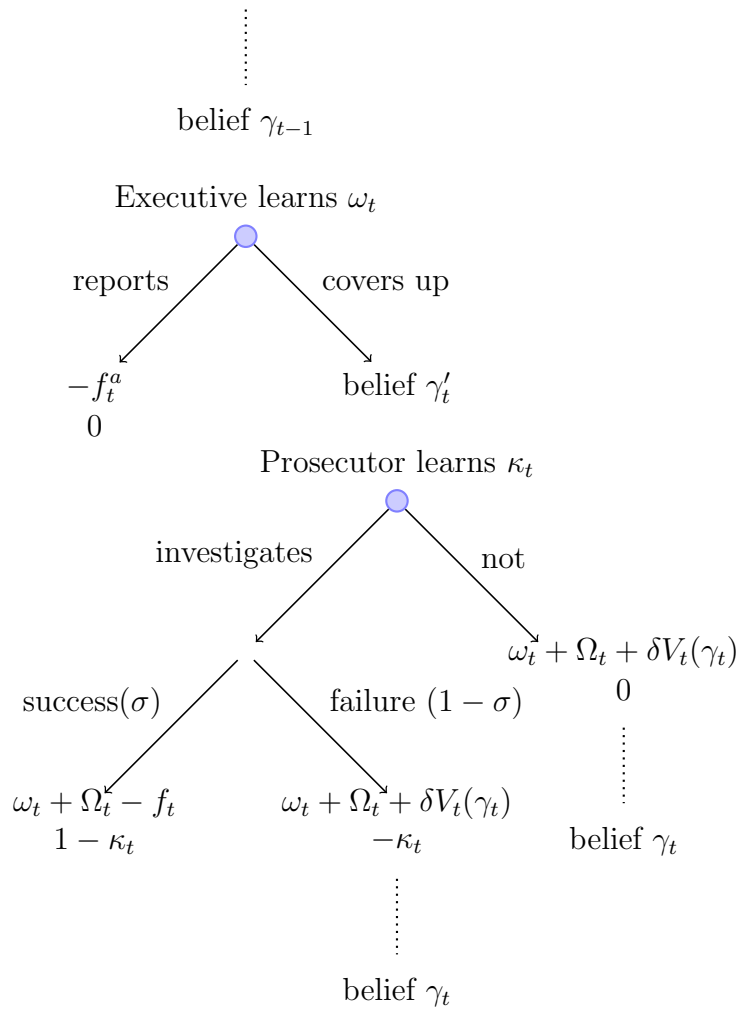 belief γ_{t−1}
Executive learns ω_t
reports
covers up
−f_t^a
0
belief γ′_t
Prosecutor learns κ_t
investigates
not
ω_t + Ω_t + δV_t(γ_t)
0
success(σ)
failure (1 − σ)
ω_t + Ω_t − f_t
1 − κ_t
ω_t + Ω_t + δV_t(γ_t)
−κ_t
belief γ_t
belief γ_t